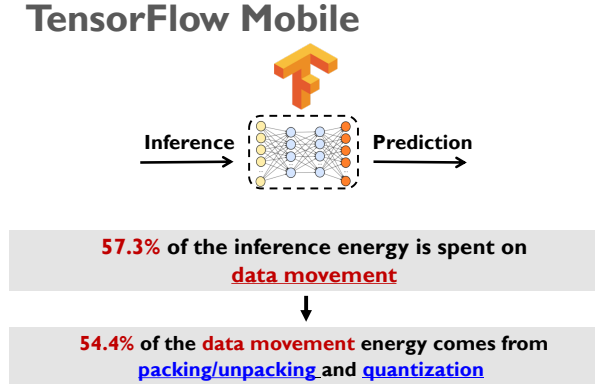 TensorFlow Mobile
Inference
Prediction
57.3% of the inference energy is spent on
data movement
54.4% of the data movement energy comes from
packing/unpacking and quantization